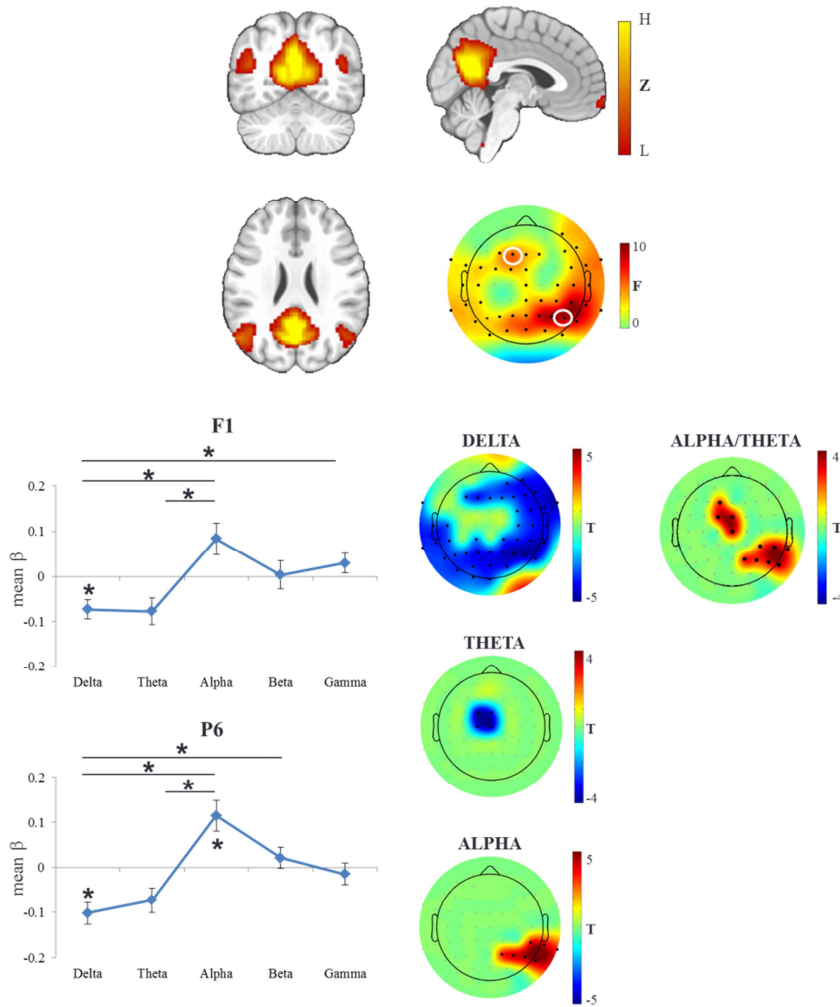 H
Z
L
10
F
0
F1
*
*
*
0.2
0.1
0
-0.1
-0.2
mean β
*
Delta Theta Alpha Beta Gamma
P6
*
*
*
0.2
0.1
0
-0.1
-0.2
mean β
*
*
Delta Theta Alpha Beta Gamma
DELTA
5
T
-5
ALPHA/THETA
4
T
-4
THETA
4
T
-4
ALPHA
5
T
-5